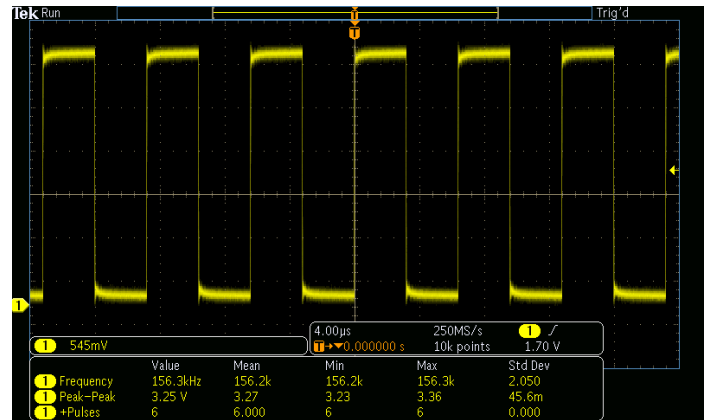 Tek Run Trig'd
T
T
1
1 545mV
4.00µs 250MS/s 1
T→▼0.000000 s 10k points 1.70 V
Value Mean Min Max Std Dev
1 Frequency 156.3kHz 156.2k 156.2k 156.3k 2.050
1 Peak-Peak 3.25 V 3.27 3.23 3.36 45.6m
1 +Pulses 6 6.000 6 6 0.000